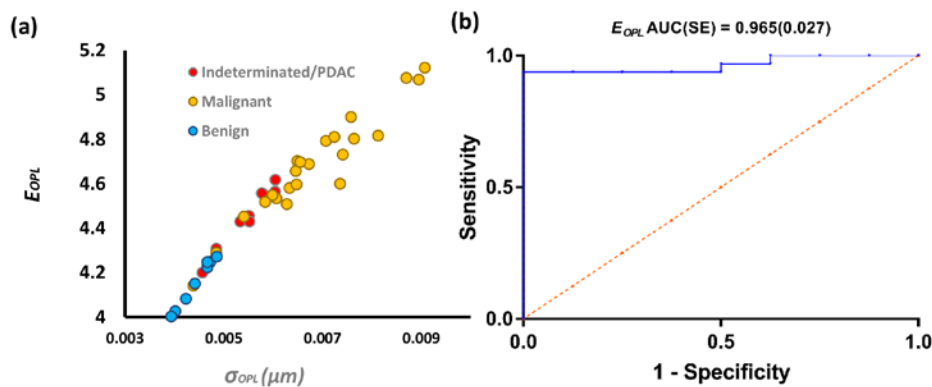 (a)
5.2
5
4.8
4.6
4.4
4.2
4
E_OPL
Indeterminated/PDAC
Malignant
Benign
0.003
0.005
0.007
0.009
σ_OPL (μm)
(b)
E_OPL AUC(SE) = 0.965(0.027)
1.0
0.5
0.0
Sensitivity
0.0
0.5
1.0
1 - Specificity